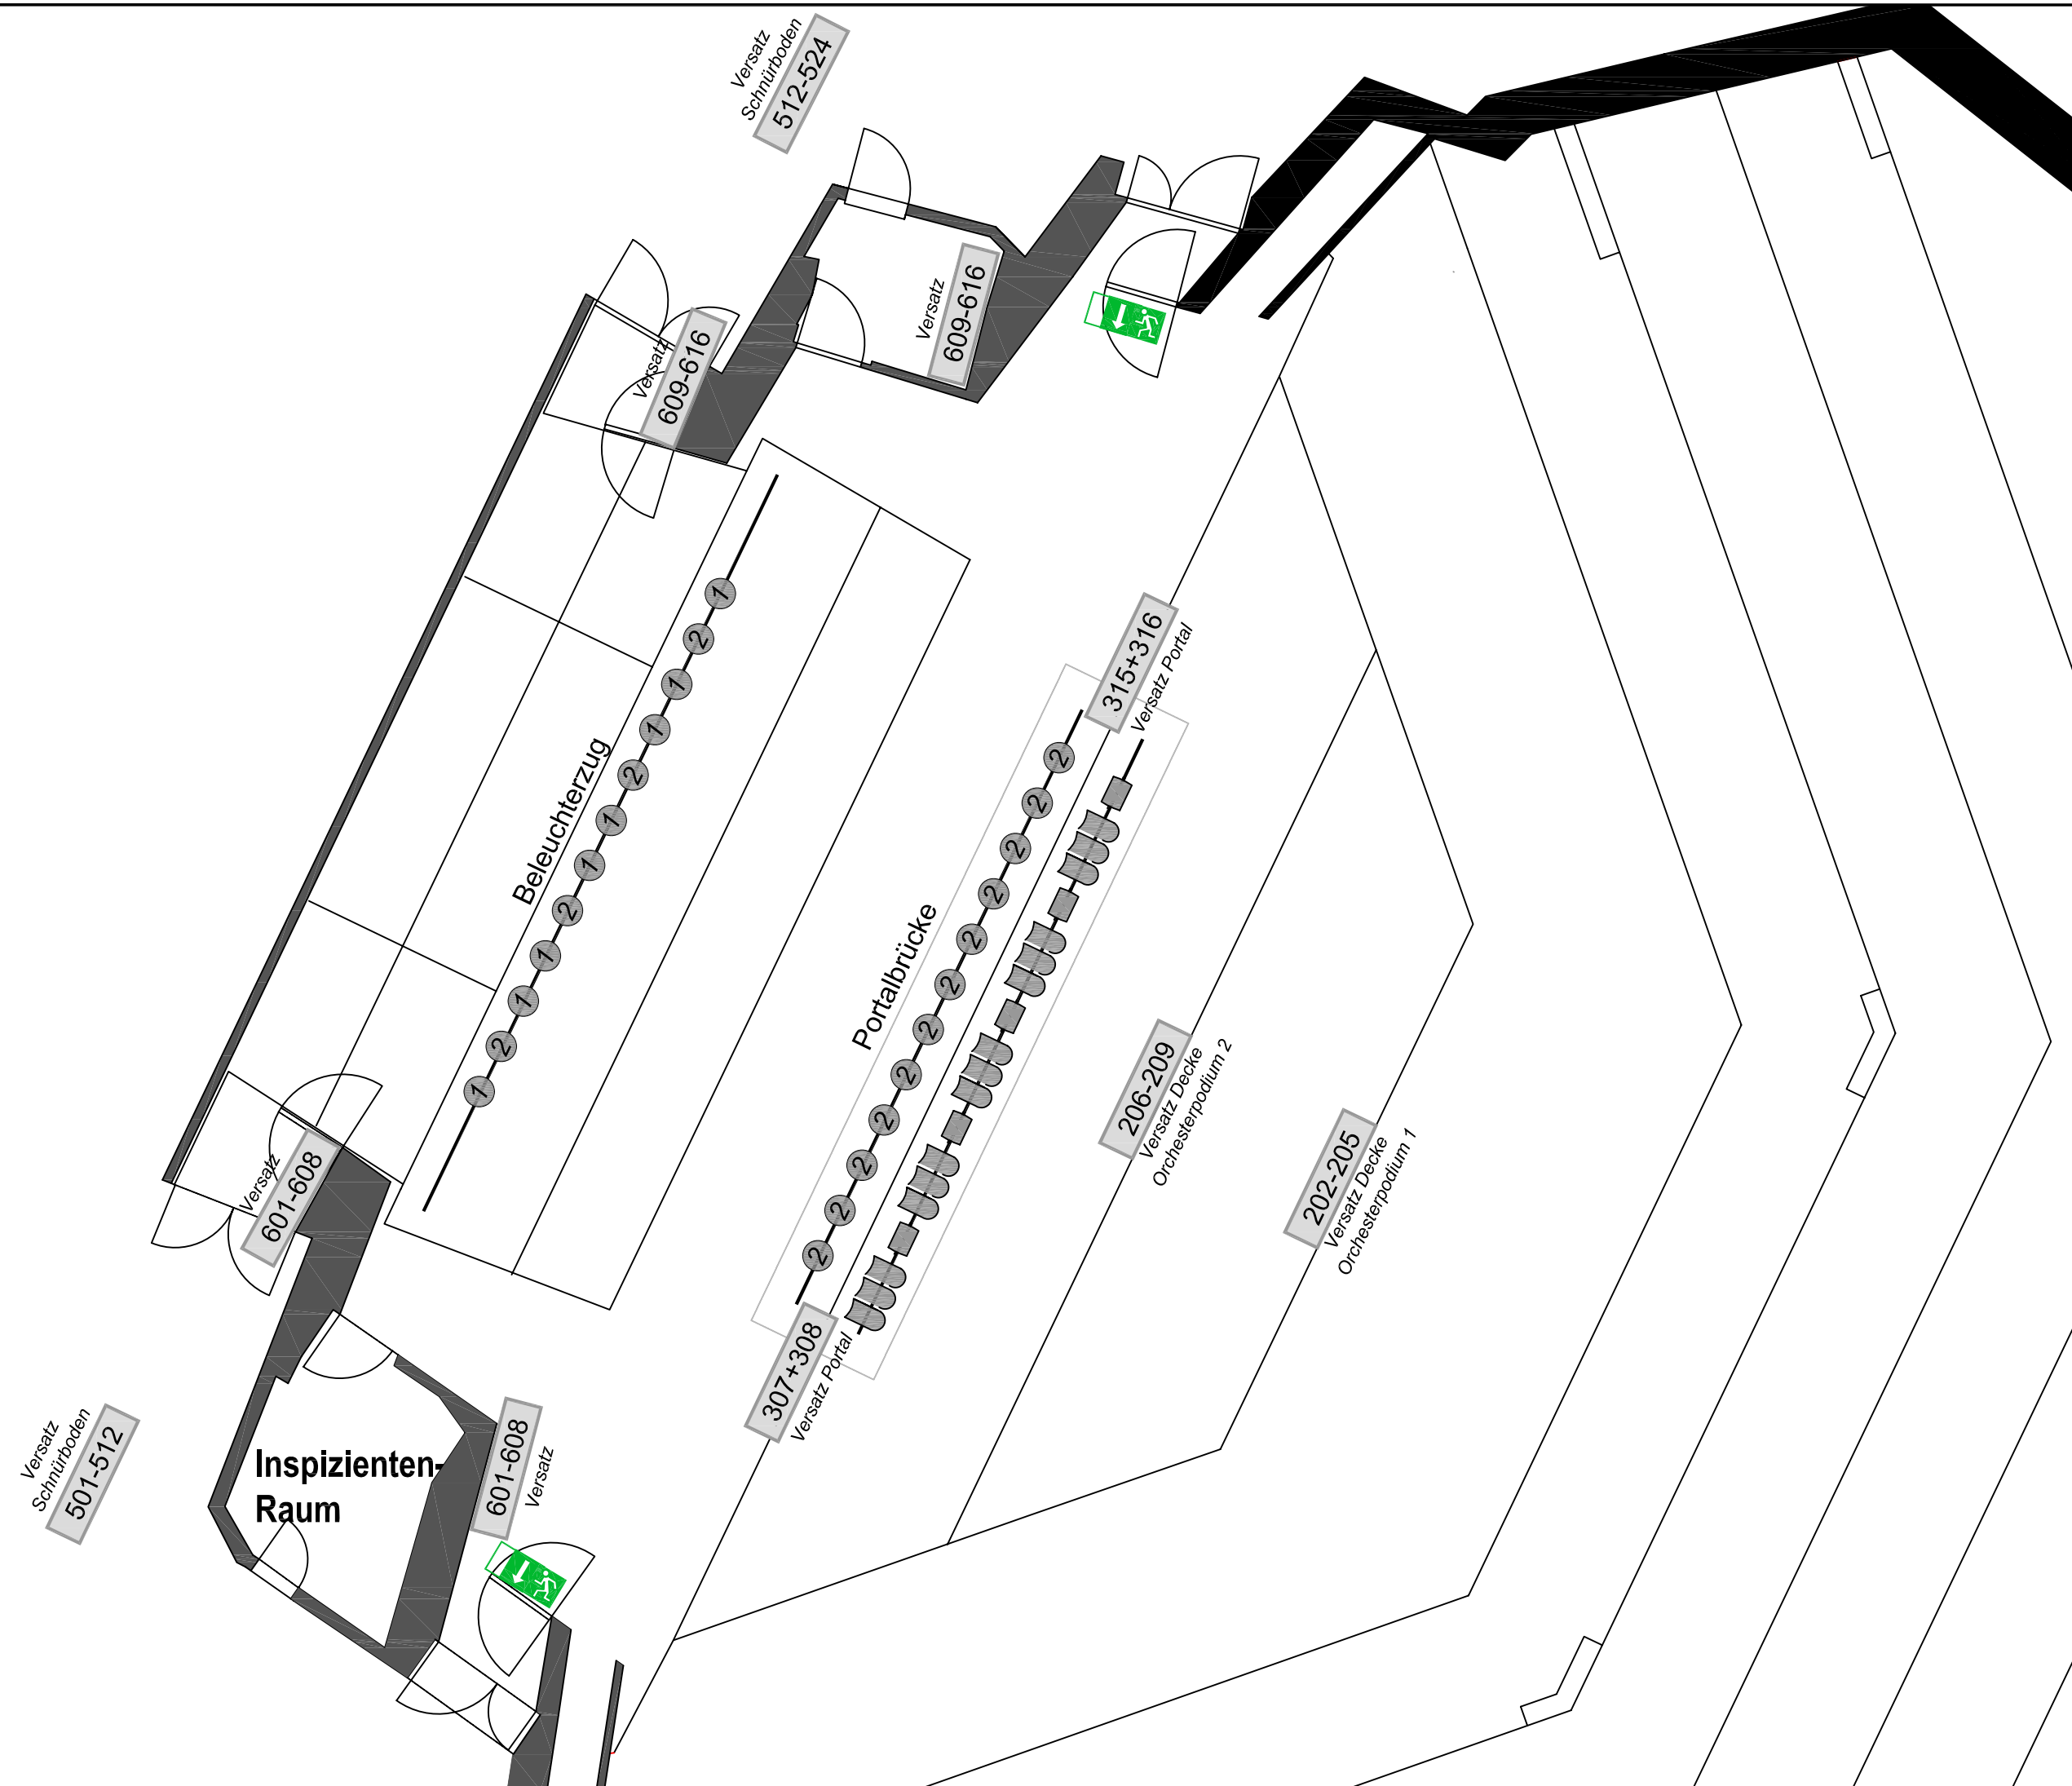 Versatz
Schnürboden
512-524
Versatz
609-616
Versatz
609-616
1
2
1
1
2
1
1
2
1
1
2
1
Beleuchterzug
315+316
Versatz Portal
2
2
2
2
2
2
2
2
2
2
2
2
Portalbrücke
206-209
Versatz Decke
Orchesterpodium 2
202-205
Versatz Decke
Orchesterpodium 1
Versatz
601-608
307+308
Versatz Portal
Versatz
Schnürboden
501-512
Inspizienten-
Raum
601-608
Versatz